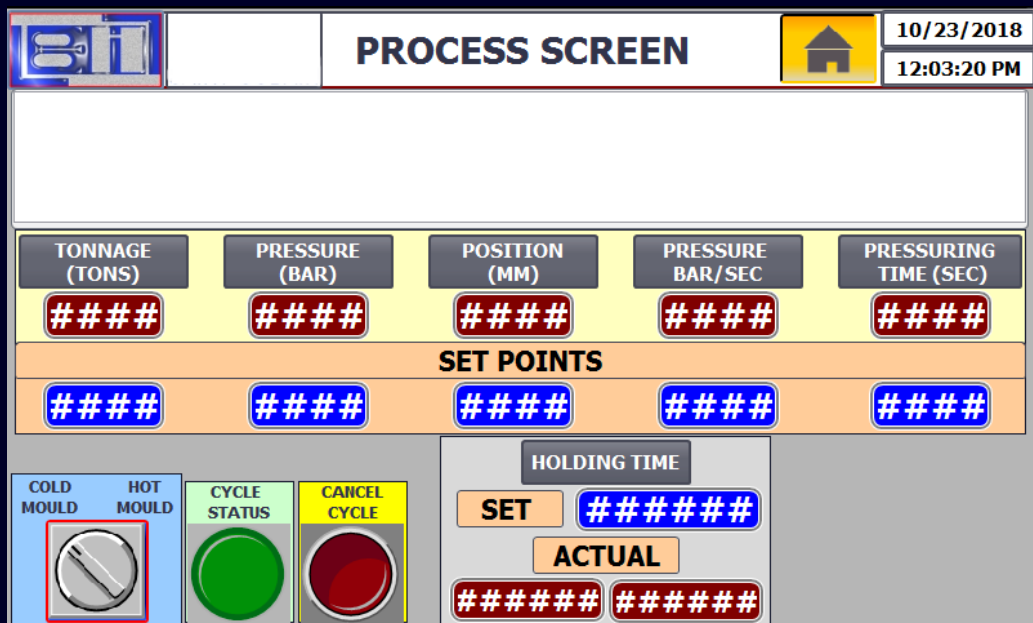 PROCESS SCREEN
10/23/2018
12:03:20 PM
TONNAGE
(TONS)
PRESSURE
(BAR)
POSITION
(MM)
PRESSURE
BAR/SEC
PRESSURING
TIME (SEC)
#### #### #### #### ####
SET POINTS
#### #### #### #### ####
COLD
MOULD
HOT
MOULD
CYCLE
STATUS
CANCEL
CYCLE
HOLDING TIME
SET ######
ACTUAL
###### ######